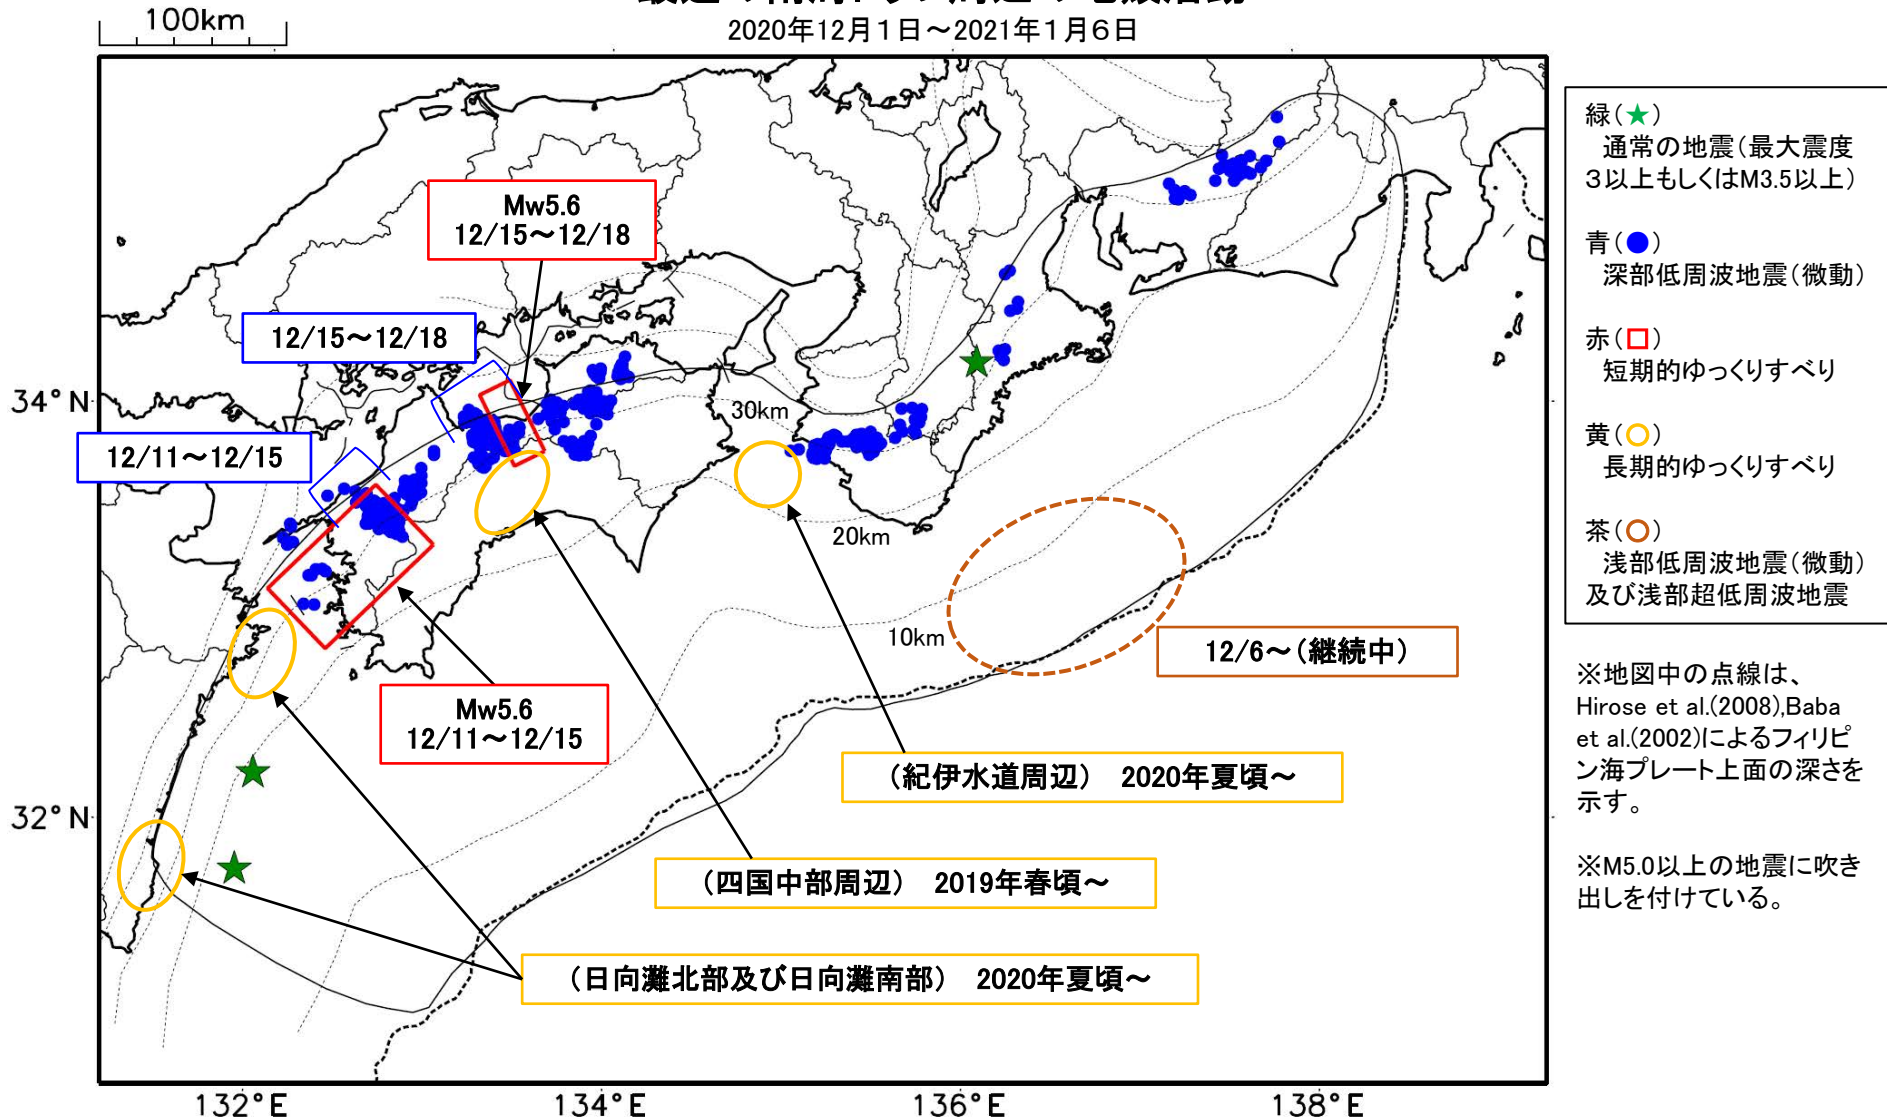 100km
2020年12月1日～2021年1月6日
34°N
32°N
132°E
134°E
136°E
138°E
Mw5.6
12/15～12/18
12/15～12/18
12/11～12/15
Mw5.6
12/11～12/15
30km
20km
10km
12/6～（継続中）
（紀伊水道周辺） 2020年夏頃～
（四国中部周辺） 2019年春頃～
（日向灘北部及び日向灘南部） 2020年夏頃～
緑（★）
通常の地震（最大震度
３以上もしくはM3.5以上）
青（●）
深部低周波地震（微動）
赤（□）
短期的ゆっくりすべり
黄（○）
長期的ゆっくりすべり
茶（○）
浅部低周波地震（微動）
及び浅部超低周波地震
※地図中の点線は、
Hirose et al.(2008),Baba
et al.(2002)によるフィリピ
ン海プレート上面の深さを
示す。
※M5.0以上の地震に吹き
出しを付けている。